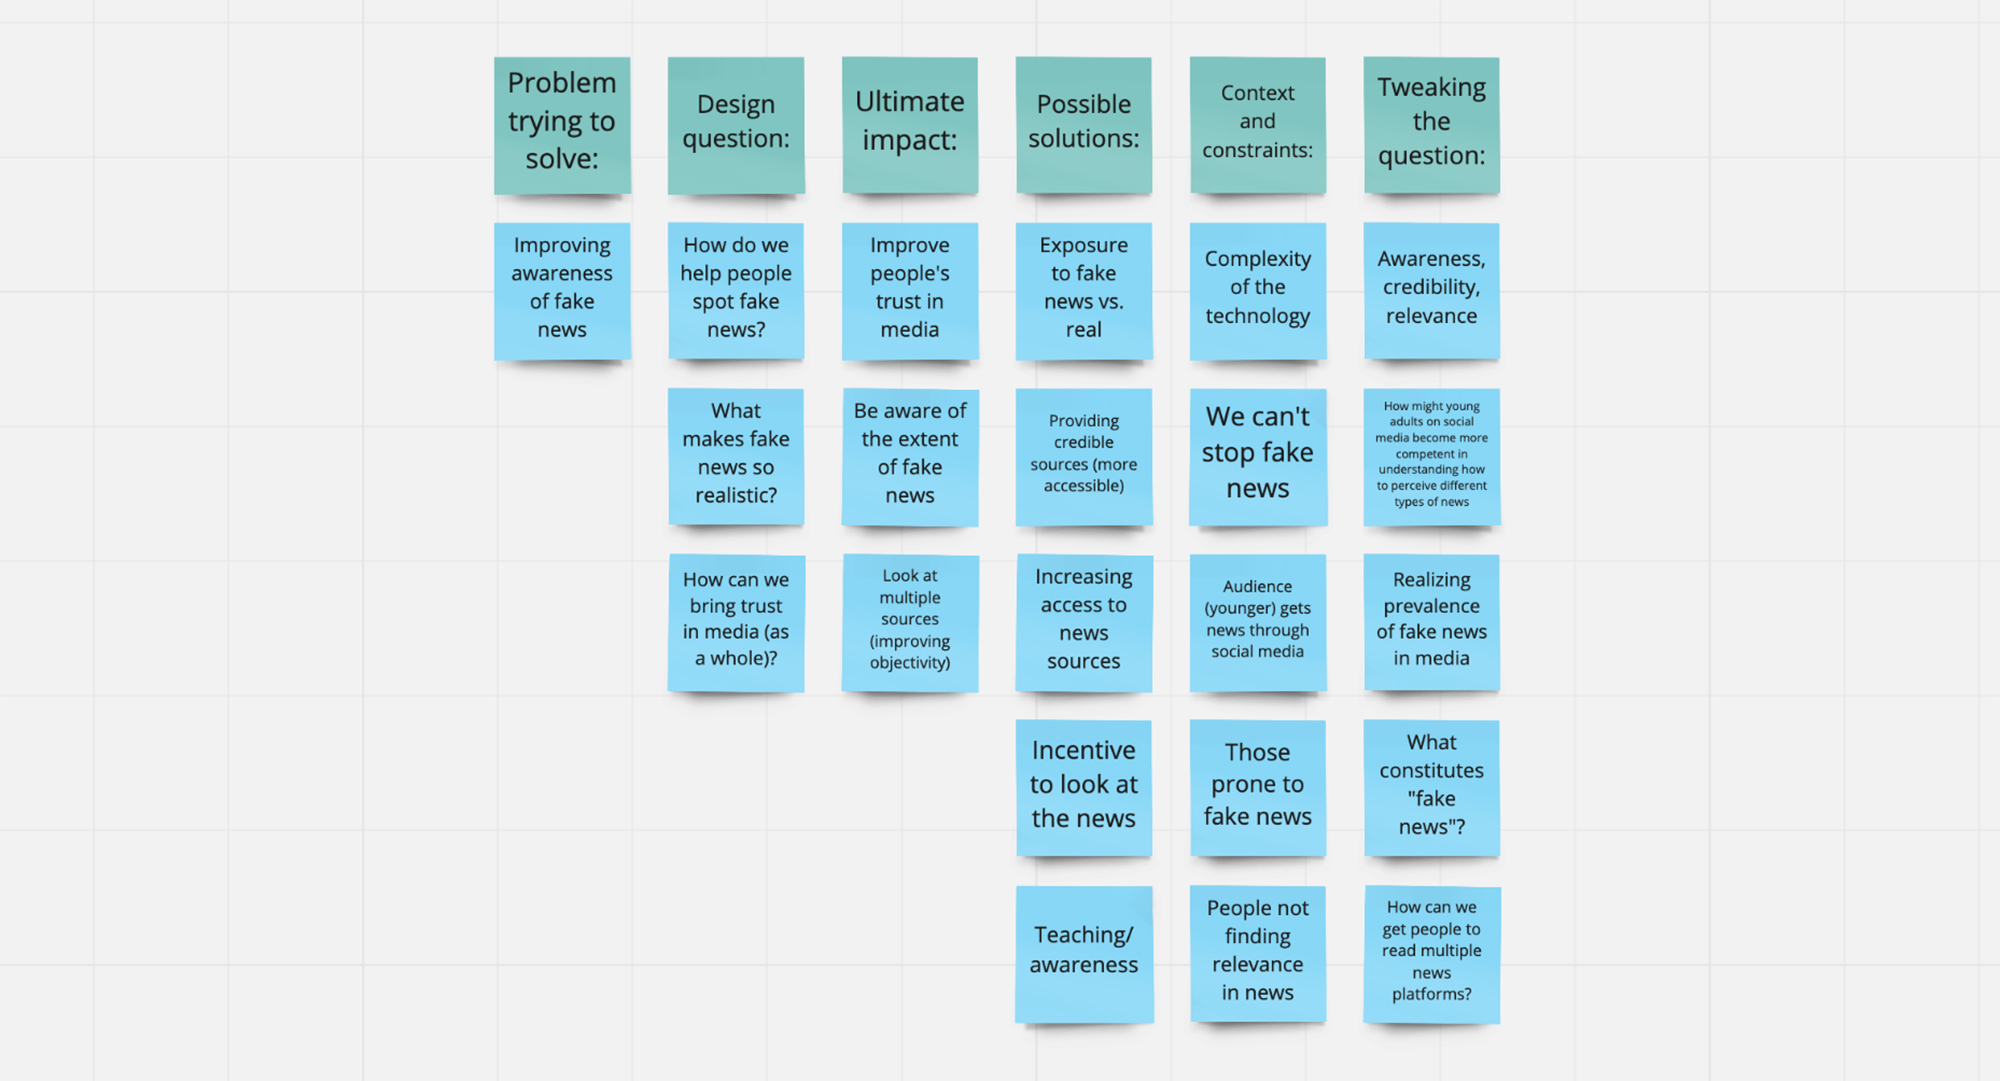 Problem
trying to
solve:
Improving
awareness
of fake
news
Design
question:
How do we
help people
spot fake
news?
What
makes fake
news so
realistic?
How can we
bring trust
in media (as
a whole)?
Ultimate
impact:
Improve
people's
trust in
media
Be aware of
the extent
of fake
news
Look at
multiple
sources
(improving
objectivity)
Possible
solutions:
Exposure
to fake
news vs.
real
Providing
credible
sources (more
accessible)
Increasing
access to
news
sources
Incentive
to look at
the news
Teaching/
awareness
Context
and
constraints:
Complexity
of the
technology
We can't
stop fake
news
Audience
(younger) gets
news through
social media
Those
prone to
fake news
People not
finding
relevance
in news
Tweaking
the
question:
Awareness,
credibility,
relevance
How might young
adults on social
media become more
competent in
understanding how
to perceive different
types of news
Realizing
prevalence
of fake news
in media
What
constitutes
"fake
news"?
How can we
get people to
read multiple
news
platforms?